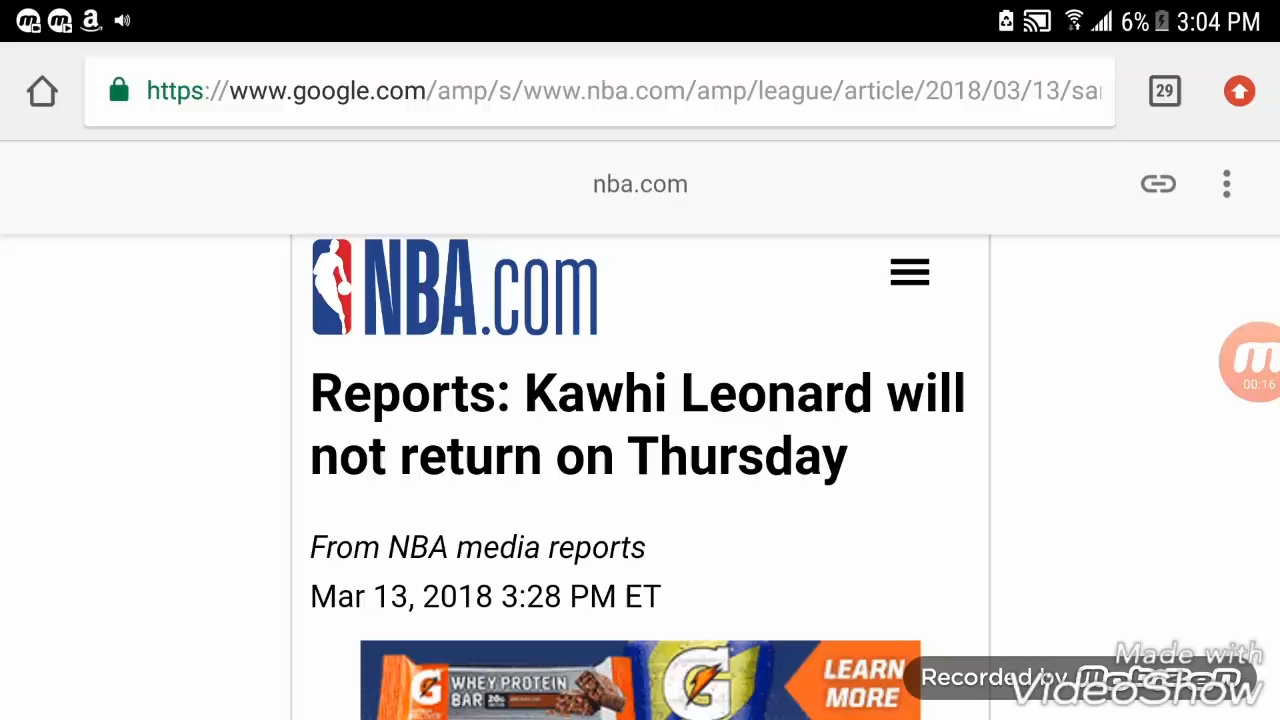 6% 3:04 PM
https://www.google.com/amp/s/www.nba.com/amp/league/article/2018/03/13/sa
29
nba.com
NBA.com
Reports: Kawhi Leonard will
not return on Thursday
00:16
From NBA media reports
Mar 13, 2018 3:28 PM ET
G WHEY PROTEIN
BAR 20g
G
LEARN
MORE
Made with
Recorded by
VideoShow